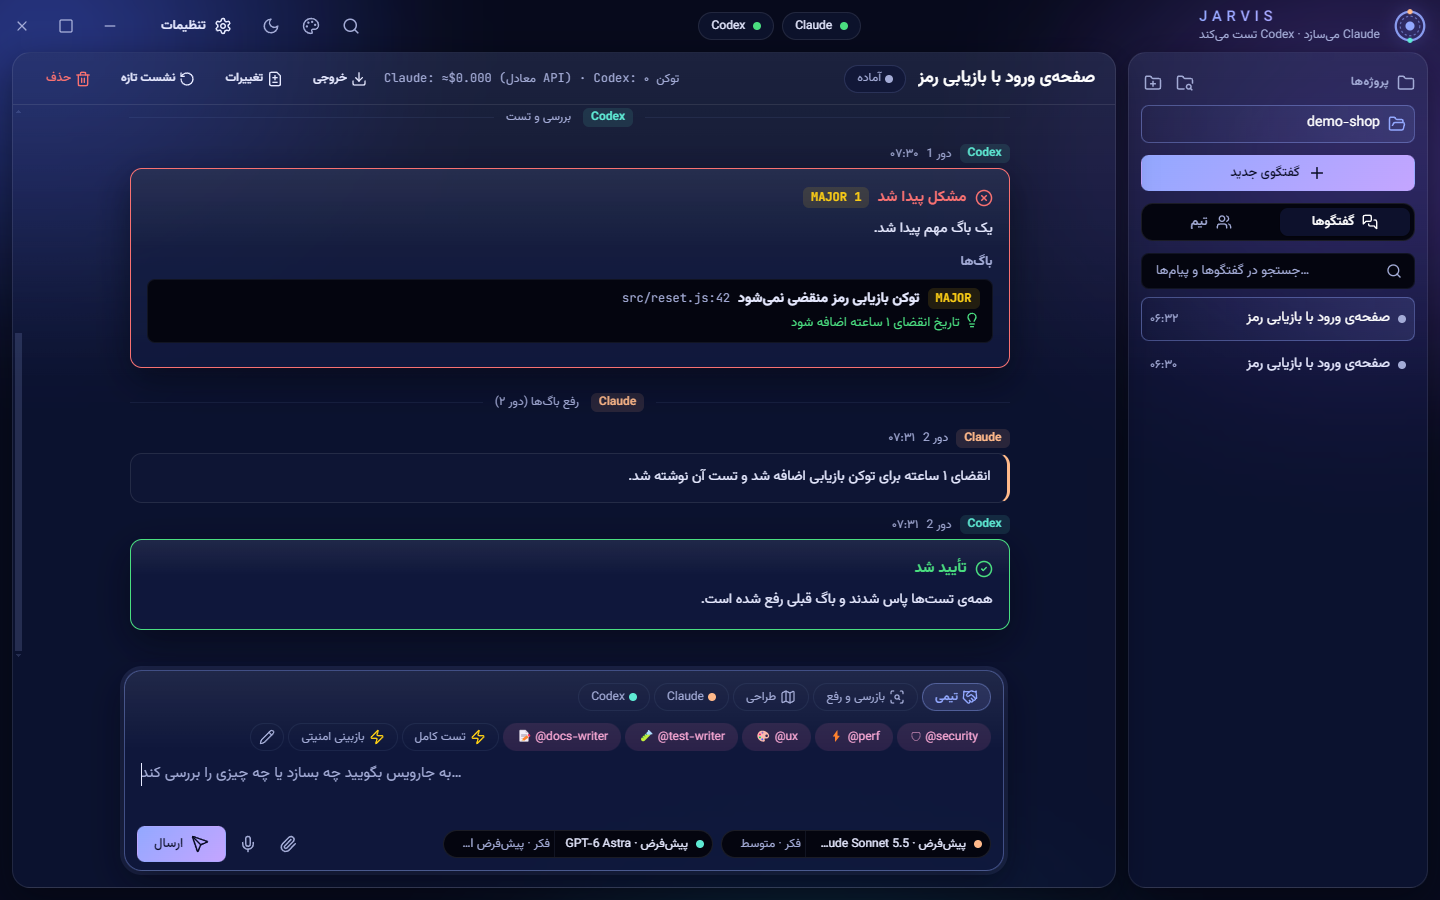 JARVIS
Claude می‌سازد · Codex تست می‌کند
Claude
Codex
تنظیمات
پروژه‌ها
demo-shop
گفتگوی جدید
گفتگوها
تیم
جستجو در گفتگوها و پیام‌ها...
صفحه‌ی ورود با بازیابی رمز ۰۶:۳۲
صفحه‌ی ورود با بازیابی رمز ۰۶:۳۰
صفحه‌ی ورود با بازیابی رمز
آماده
Claude: ≈$0.000 (معادل API) · Codex: ۰ توکن
خروجی
تغییرات
نشست تازه
حذف
Codex بررسی و تست
Codex دور 1 ۰۷:۳۰
مشکل پیدا شد MAJOR 1
یک باگ مهم پیدا شد.
باگ‌ها
MAJOR توکن بازیابی رمز منقضی نمی‌شود src/reset.js:42
تاریخ انقضای ۱ ساعته اضافه شود
Claude رفع باگ‌ها (دور ۲)
Claude دور 2 ۰۷:۳۱
انقضای ۱ ساعته برای توکن بازیابی اضافه شد و تست آن نوشته شد.
Codex دور 2 ۰۷:۳۱
تأیید شد
همه‌ی تست‌ها پاس شدند و باگ قبلی رفع شده است.
تیمی
بازرسی و رفع
طراحی
Claude
Codex
@security
@perf
@ux
@test-writer
@docs-writer
تست کامل
بازبینی امنیتی
به جارویس بگویید چه بسازد یا چه چیزی را بررسی کند...
پیش‌فرض · ude Sonnet 5.5...
فکر · متوسط
پیش‌فرض · GPT-6 Astra
فکر · پیش‌فرض ا...
ارسال